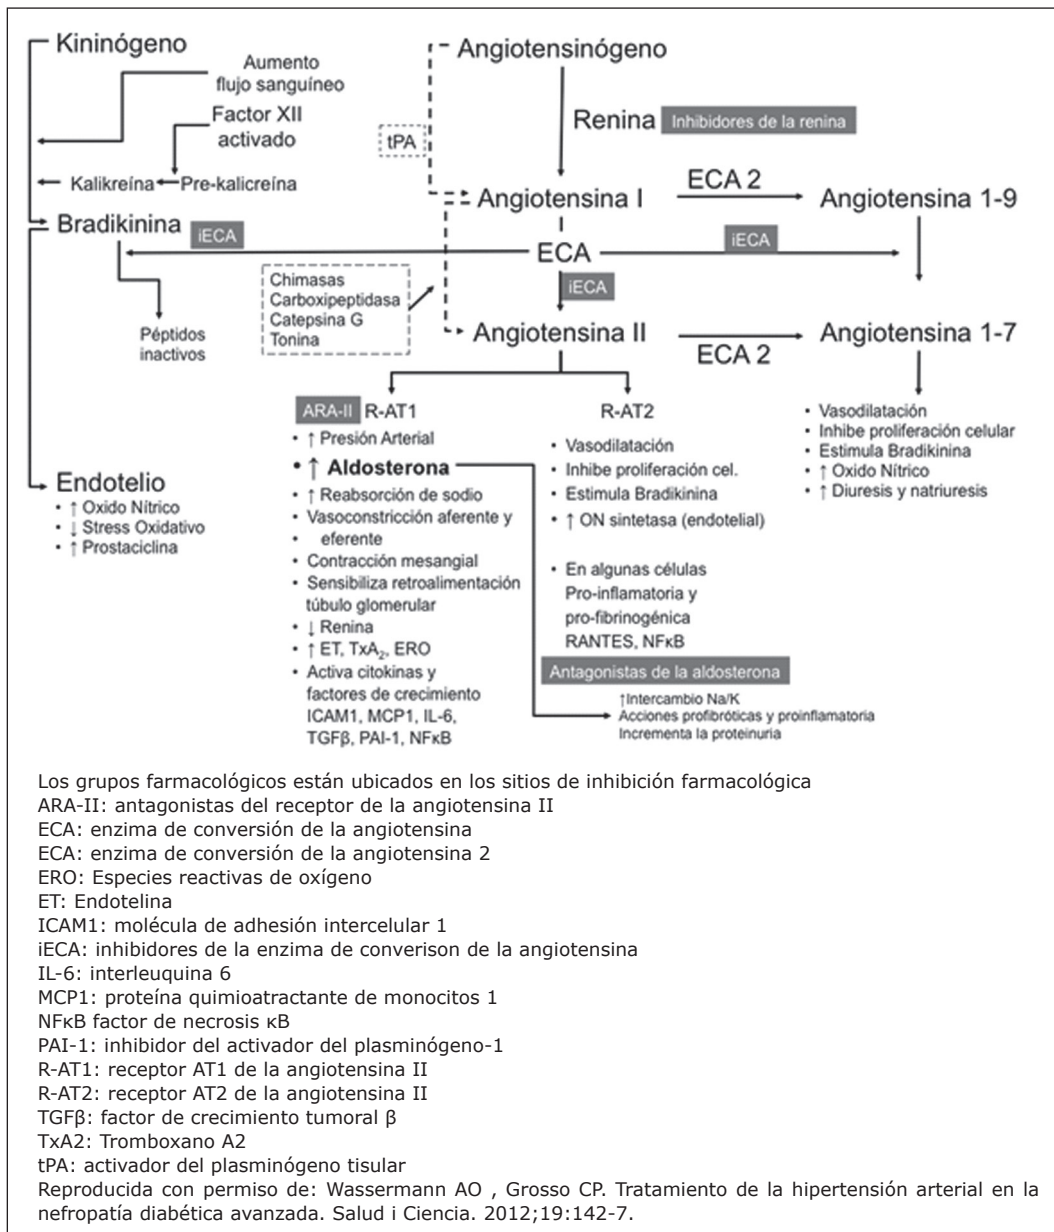 Kininógeno
Aumento
flujo sanguíneo
Factor XII
activado
Kalikreína
Pre-kalicreína
Bradikinina
iECA
Péptidos
inactivos
Endotelio
• ↑ Oxido Nítrico
• ↓ Stress Oxidativo
• ↑ Prostaciclina
Angiotensinógeno
tPA
Renina
Inhibidores de la renina
Angiotensina I
ECA 2
Angiotensina 1-9
ECA
iECA
iECA
Chimasas
Carboxipeptidasa
Catepsina G
Tonina
Angiotensina II
ECA 2
Angiotensina 1-7
ARA-II R-AT1
• ↑ Presión Arterial
• ↑ Aldosterona
• ↑ Reabsorción de sodio
• Vasoconstricción aferente y
• eferente
• Contracción mesangial
• Sensibiliza retroalimentación
túbulo glomerular
• ↓ Renina
• ↑ ET, TxA₂, ERO
• Activa citokinas y
factores de crecimiento
ICAM1, MCP1, IL-6,
TGFβ, PAI-1, NFκB
R-AT2
• Vasodilatación
• Inhibe proliferación cel.
• Estimula Bradikinina
• ↑ ON sintetasa (endotelial)
• En algunas células
Pro-inflamatoria y
pro-fibrinogénica
RANTES, NFκB
• Vasodilatación
• Inhibe proliferación celular
• Estimula Bradikinina
• ↑ Oxido Nítrico
• ↑ Diuresis y natriuresis
Antagonistas de la aldosterona
↑Intercambio Na/K
Acciones profibróticas y proinflamatoria
Incrementa la proteinuria
Los grupos farmacológicos están ubicados en los sitios de inhibición farmacológica
ARA-II: antagonistas del receptor de la angiotensina II
ECA: enzima de conversión de la angiotensina
ECA: enzima de conversión de la angiotensina 2
ERO: Especies reactivas de oxígeno
ET: Endotelina
ICAM1: molécula de adhesión intercelular 1
iECA: inhibidores de la enzima de converison de la angiotensina
IL-6: interleuquina 6
MCP1: proteína quimioatractante de monocitos 1
NFκB factor de necrosis κB
PAI-1: inhibidor del activador del plasminógeno-1
R-AT1: receptor AT1 de la angiotensina II
R-AT2: receptor AT2 de la angiotensina II
TGFβ: factor de crecimiento tumoral β
TxA2: Tromboxano A2
tPA: activador del plasminógeno tisular
Reproducida con permiso de: Wassermann AO , Grosso CP. Tratamiento de la hipertensión arterial en la
nefropatía diabética avanzada. Salud i Ciencia. 2012;19:142-7.